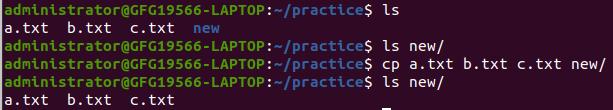 administrator@GFG19566-LAPTOP:~/practice$ ls
a.txt  b.txt  c.txt  new
administrator@GFG19566-LAPTOP:~/practice$ ls new/
administrator@GFG19566-LAPTOP:~/practice$ cp a.txt b.txt c.txt new/
administrator@GFG19566-LAPTOP:~/practice$ ls new/
a.txt  b.txt  c.txt